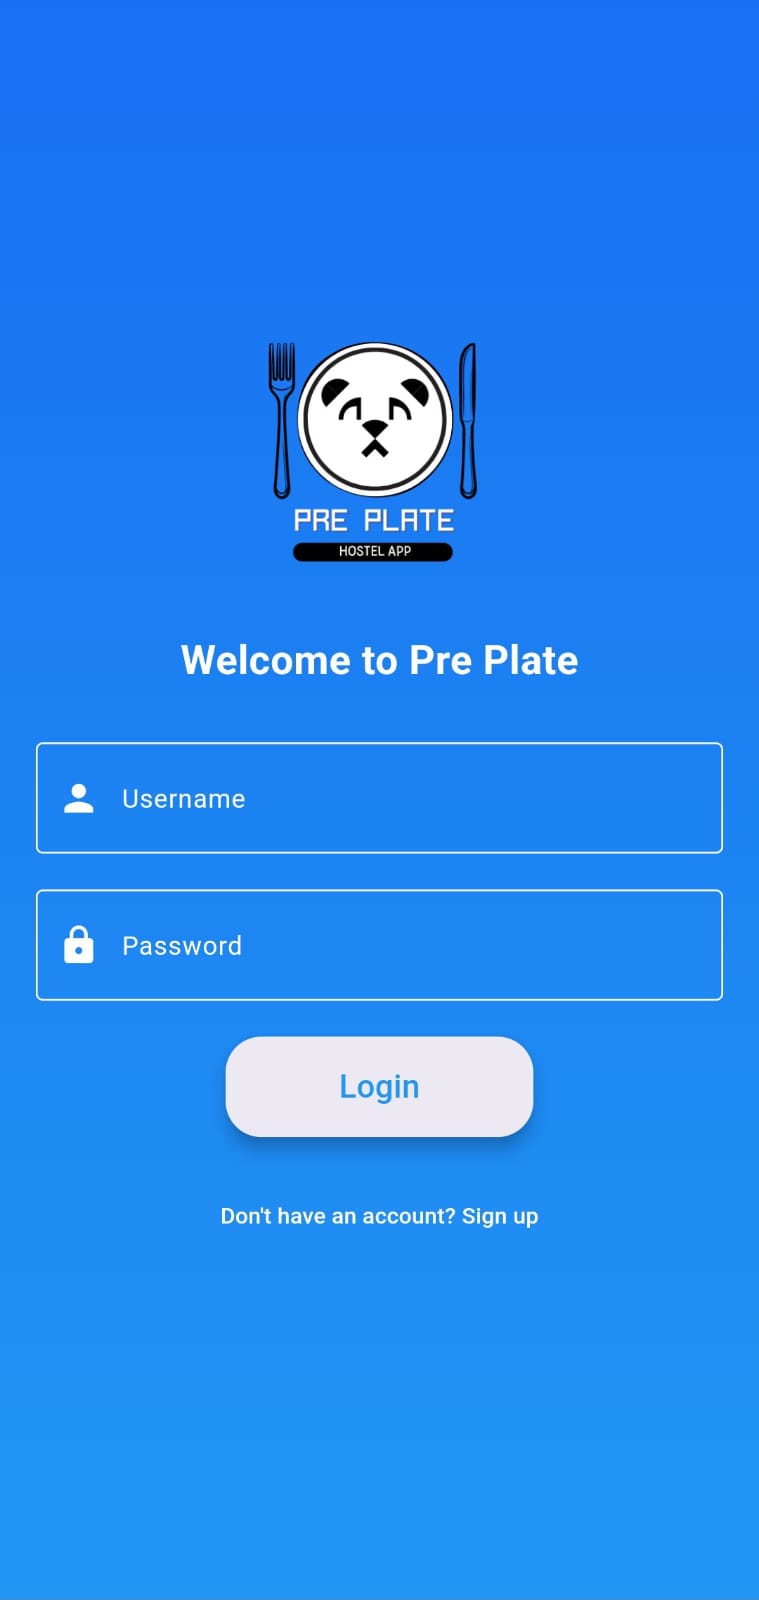 PRE PLATE
HOSTEL APP
Welcome to Pre Plate
Username
Password
Login
Don't have an account? Sign up